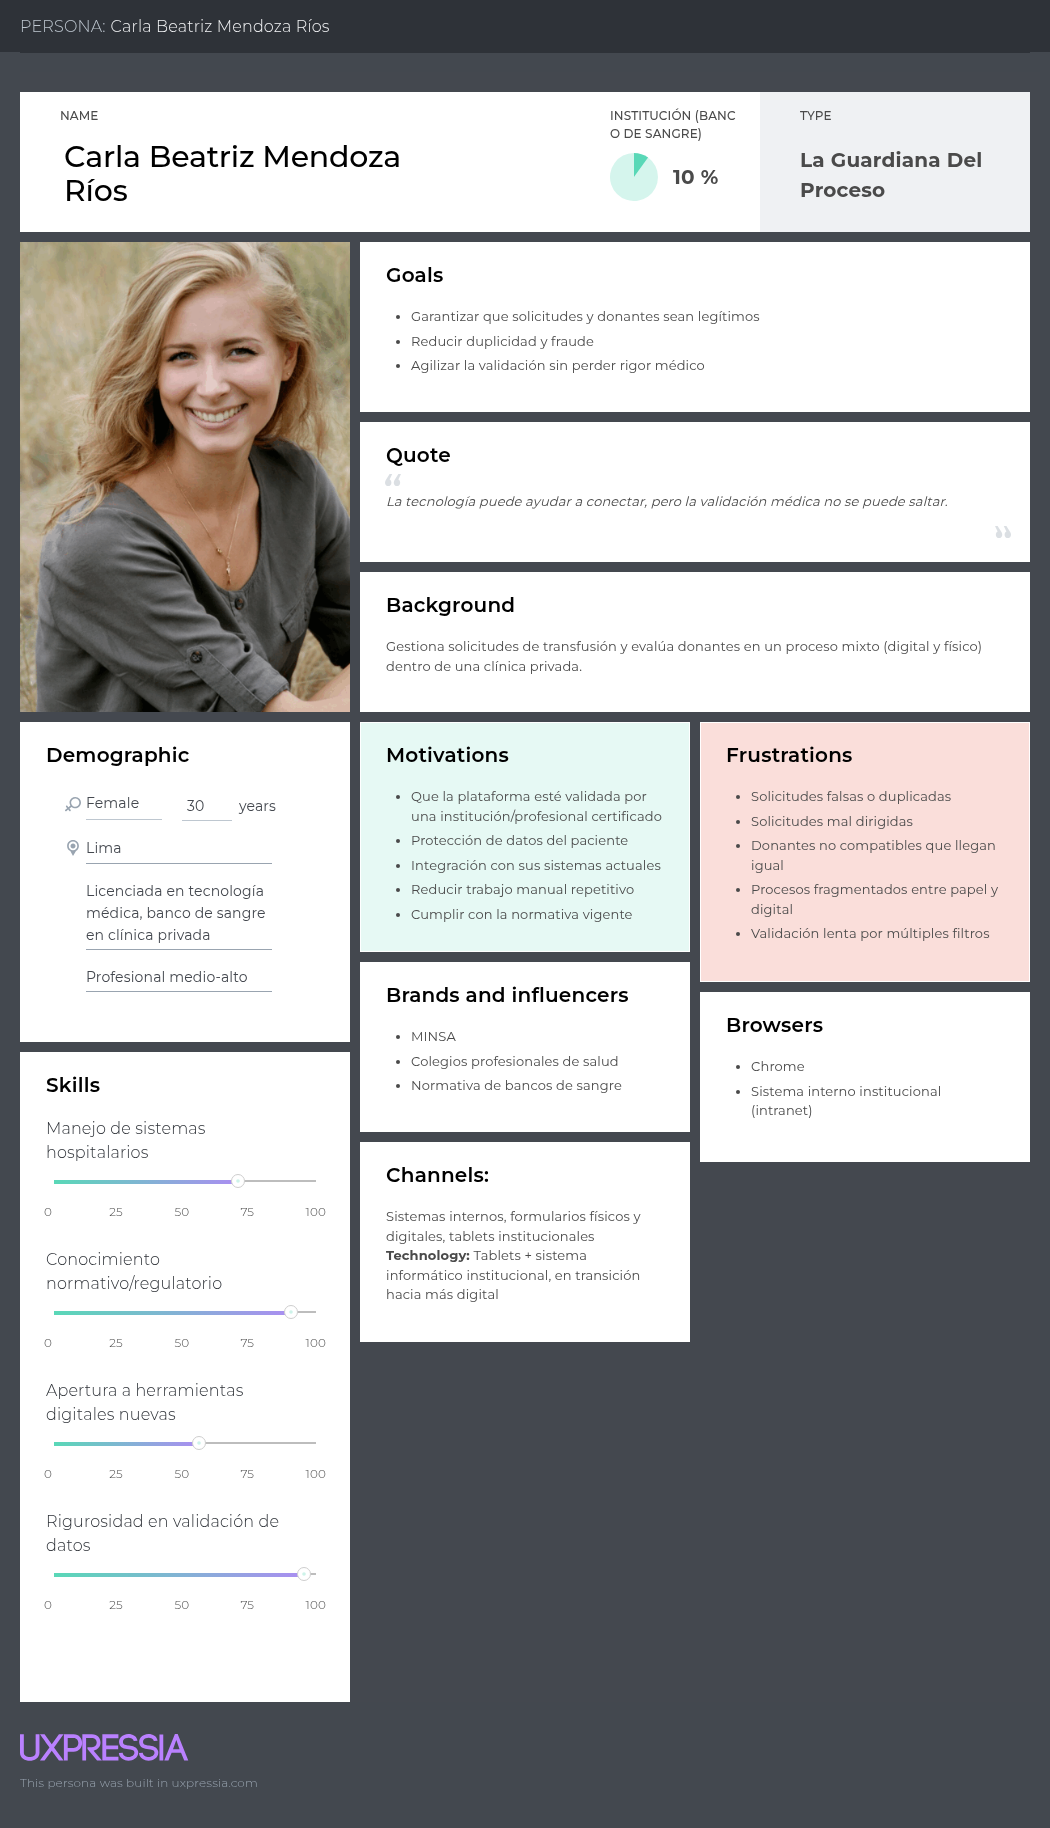 PERSONA: Carla Beatriz Mendoza Ríos
NAME
Carla Beatriz Mendoza
Ríos
INSTITUCIÓN (BANC
O DE SANGRE)
10 %
TYPE
La Guardiana Del
Proceso
Goals
• Garantizar que solicitudes y donantes sean legítimos
• Reducir duplicidad y fraude
• Agilizar la validación sin perder rigor médico
Quote
“
La tecnología puede ayudar a conectar, pero la validación médica no se puede saltar.
”
Background
Gestiona solicitudes de transfusión y evalúa donantes en un proceso mixto (digital y físico)
dentro de una clínica privada.
Demographic
Female 30 years
Lima
Licenciada en tecnología
médica, banco de sangre
en clínica privada
Profesional medio-alto
Skills
Manejo de sistemas
hospitalarios
0 25 50 75 100
Conocimiento
normativo/regulatorio
0 25 50 75 100
Apertura a herramientas
digitales nuevas
0 25 50 75 100
Rigurosidad en validación de
datos
0 25 50 75 100
Motivations
• Que la plataforma esté validada por
una institución/profesional certificado
• Protección de datos del paciente
• Integración con sus sistemas actuales
• Reducir trabajo manual repetitivo
• Cumplir con la normativa vigente
Brands and influencers
• MINSA
• Colegios profesionales de salud
• Normativa de bancos de sangre
Channels:
Sistemas internos, formularios físicos y
digitales, tablets institucionales
Technology: Tablets + sistema
informático institucional, en transición
hacia más digital
Frustrations
• Solicitudes falsas o duplicadas
• Solicitudes mal dirigidas
• Donantes no compatibles que llegan
igual
• Procesos fragmentados entre papel y
digital
• Validación lenta por múltiples filtros
Browsers
• Chrome
• Sistema interno institucional
(intranet)
UXPRESSIA
This persona was built in uxpressia.com